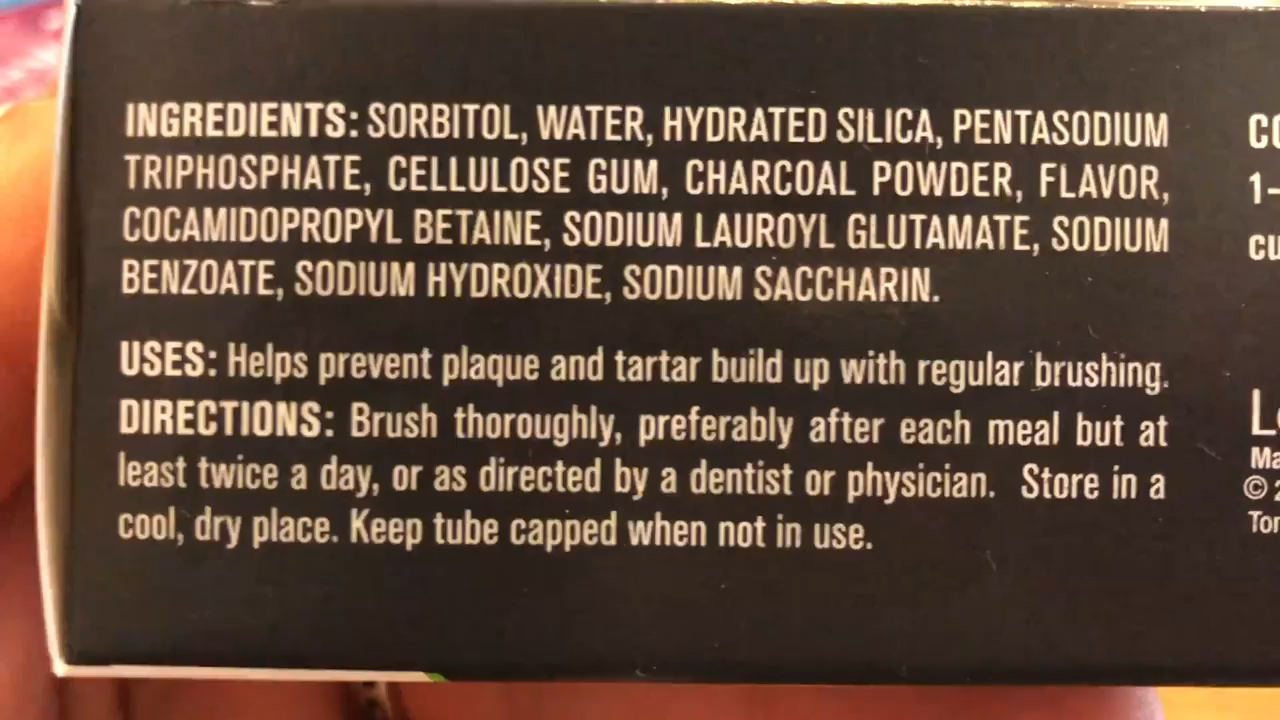 INGREDIENTS: SORBITOL, WATER, HYDRATED SILICA, PENTASODIUM
TRIPHOSPHATE, CELLULOSE GUM, CHARCOAL POWDER, FLAVOR,
COCAMIDOPROPYL BETAINE, SODIUM LAUROYL GLUTAMATE, SODIUM
BENZOATE, SODIUM HYDROXIDE, SODIUM SACCHARIN.
USES: Helps prevent plaque and tartar build up with regular brushing.
DIRECTIONS: Brush thoroughly, preferably after each meal but at
least twice a day, or as directed by a dentist or physician. Store in a
cool, dry place. Keep tube capped when not in use.